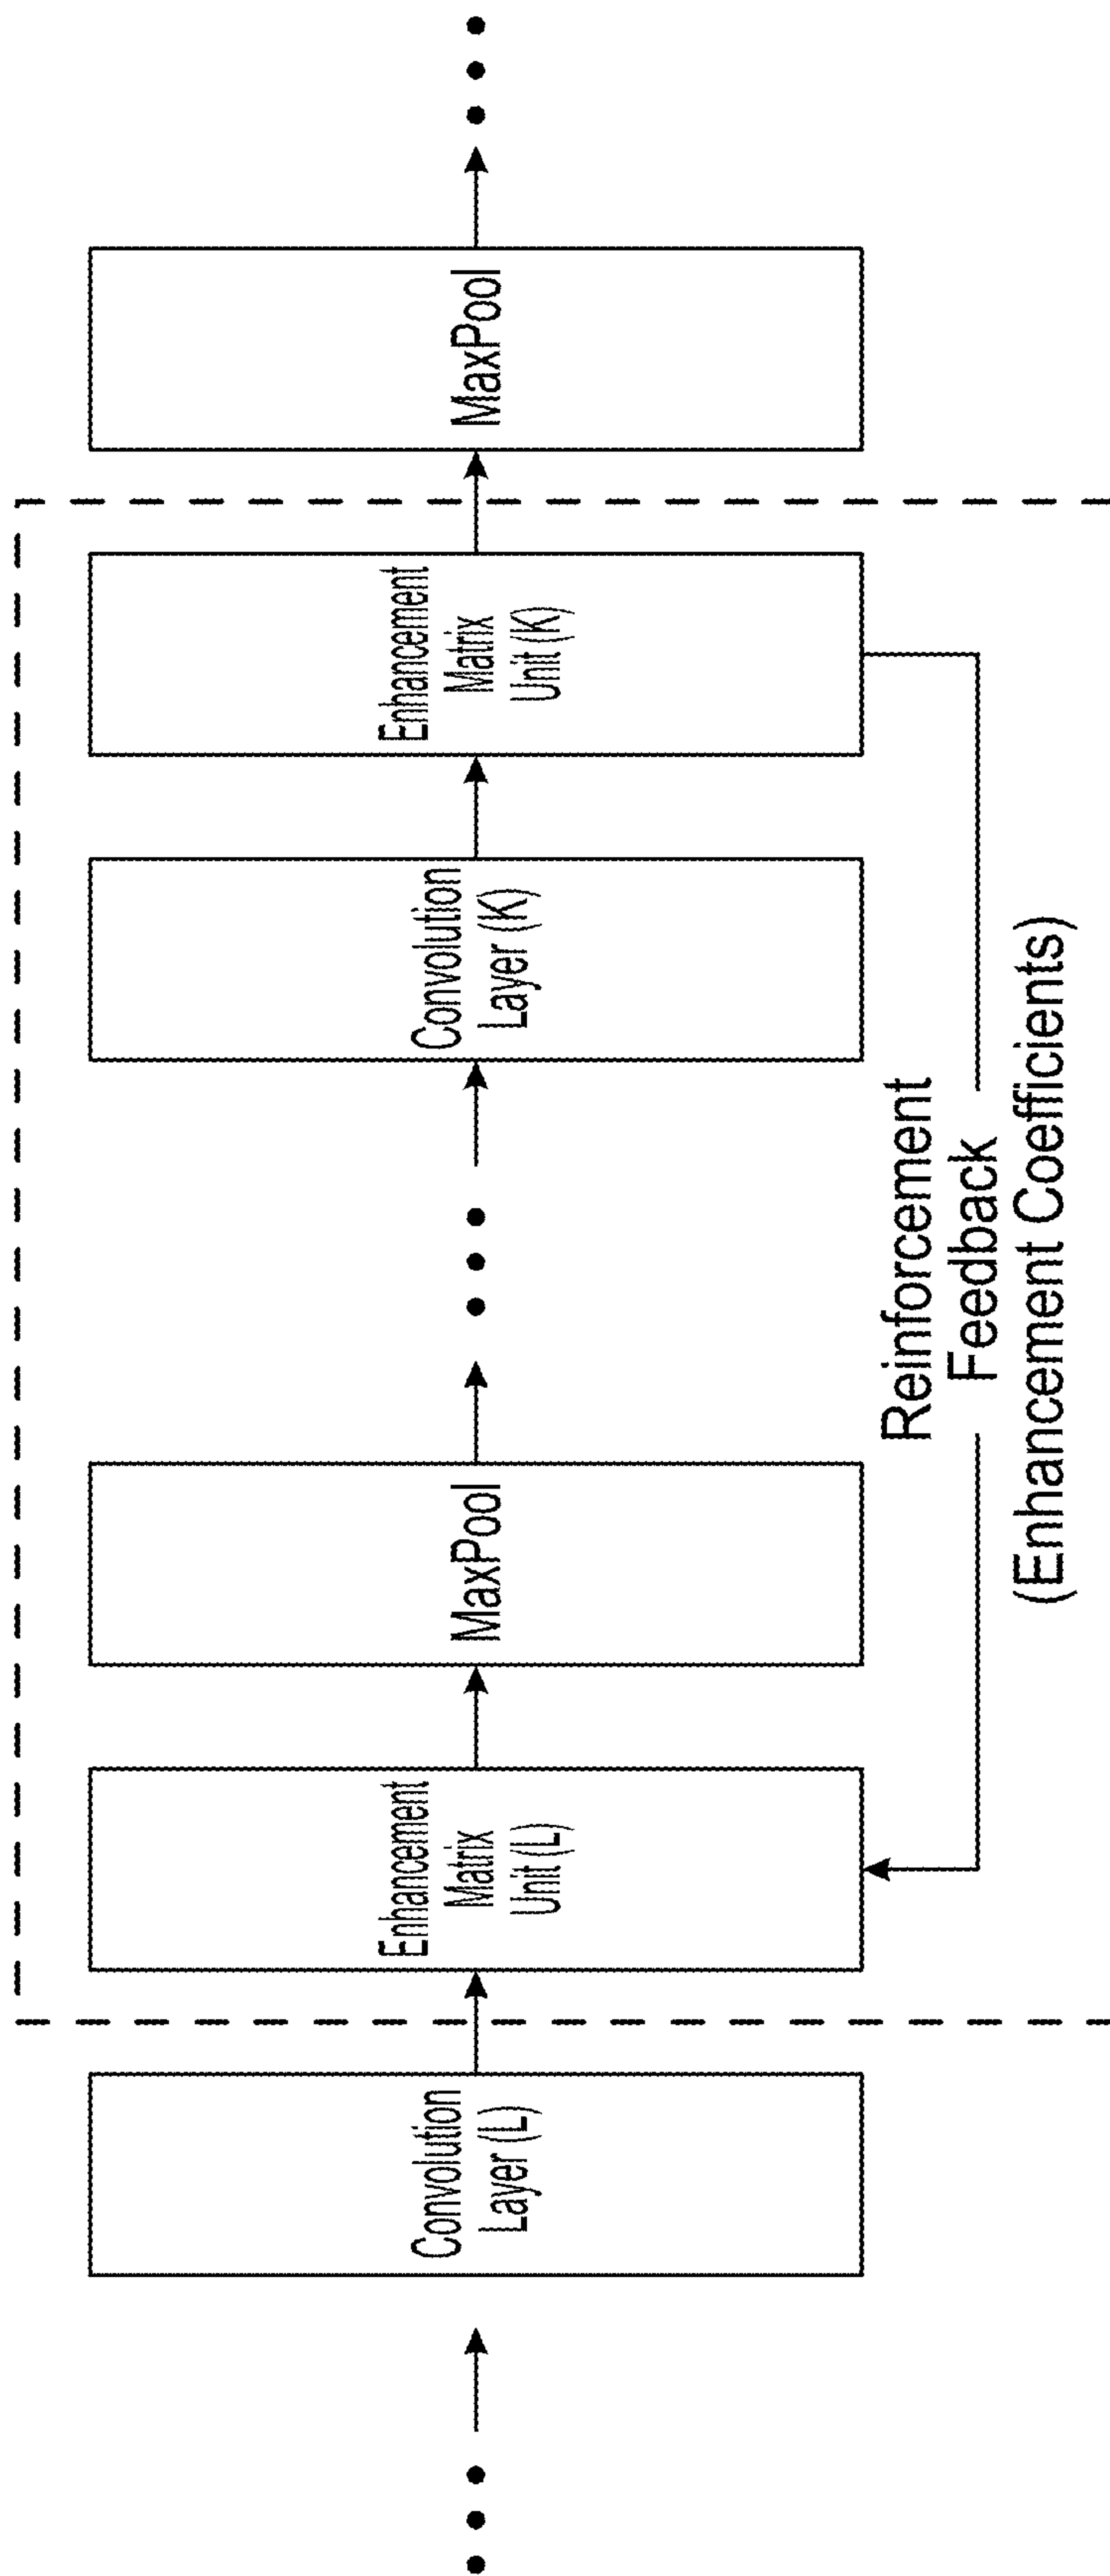 Convolution
Layer (L)
Enhancement
Matrix
Unit (L)
MaxPool
Convolution
Layer (K)
Enhancement
Matrix
Unit (K)
MaxPool
Reinforcement
Feedback
(Enhancement Coefficients)